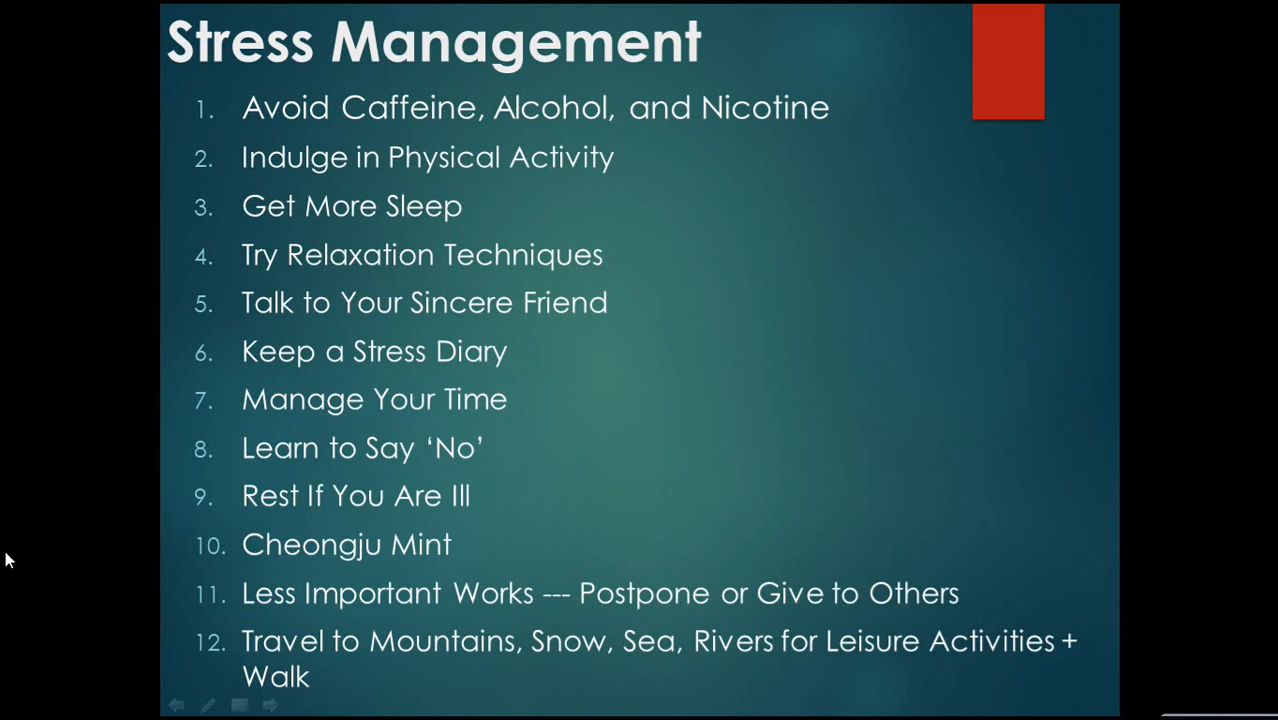 Stress Management
1. Avoid Caffeine, Alcohol, and Nicotine
2. Indulge in Physical Activity
3. Get More Sleep
4. Try Relaxation Techniques
5. Talk to Your Sincere Friend
6. Keep a Stress Diary
7. Manage Your Time
8. Learn to Say ‘No’
9. Rest If You Are Ill
10. Cheongju Mint
11. Less Important Works --- Postpone or Give to Others
12. Travel to Mountains, Snow, Sea, Rivers for Leisure Activities +
Walk